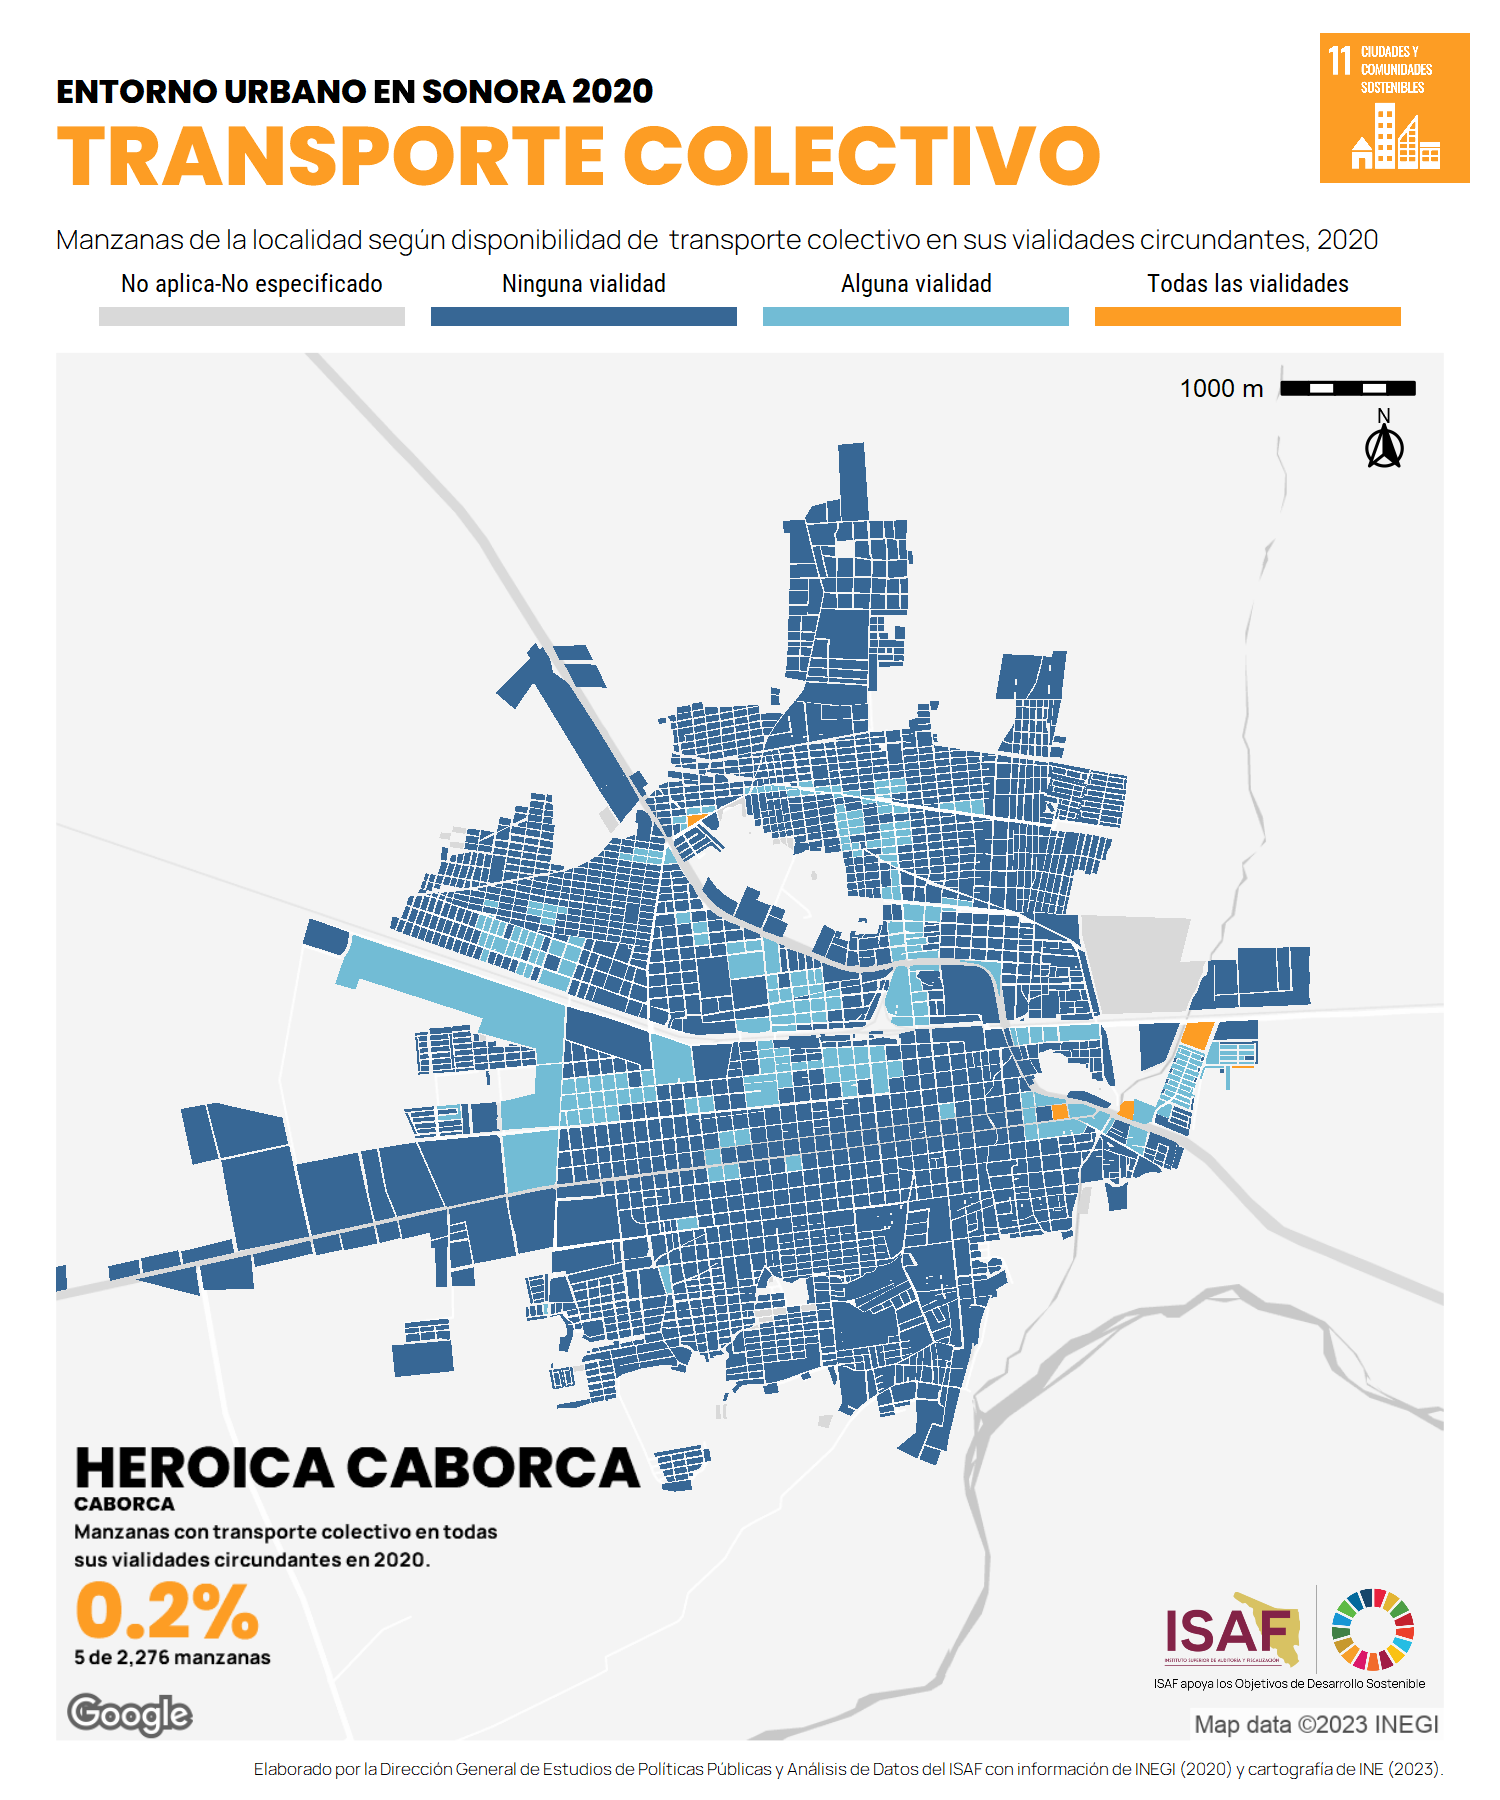 11 CIUDADES Y
COMUNIDADES
SOSTENIBLES
ENTORNO URBANO EN SONORA 2020
TRANSPORTE COLECTIVO
Manzanas de la localidad según disponibilidad de transporte colectivo en sus vialidades circundantes, 2020
No aplica-No especificado
Ninguna vialidad
Alguna vialidad
Todas las vialidades
1000 m
N
HEROICA CABORCA
CABORCA
Manzanas con transporte colectivo en todas
sus vialidades circundantes en 2020.
0.2%
5 de 2,276 manzanas
ISAF
INSTITUTO SUPERIOR DE AUDITORÍA Y FISCALIZACIÓN
ISAF apoya los Objetivos de Desarrollo Sostenible
Google
Map data ©2023 INEGI
Elaborado por la Dirección General de Estudios de Políticas Públicas y Análisis de Datos del ISAF con información de INEGI (2020) y cartografía de INE (2023).